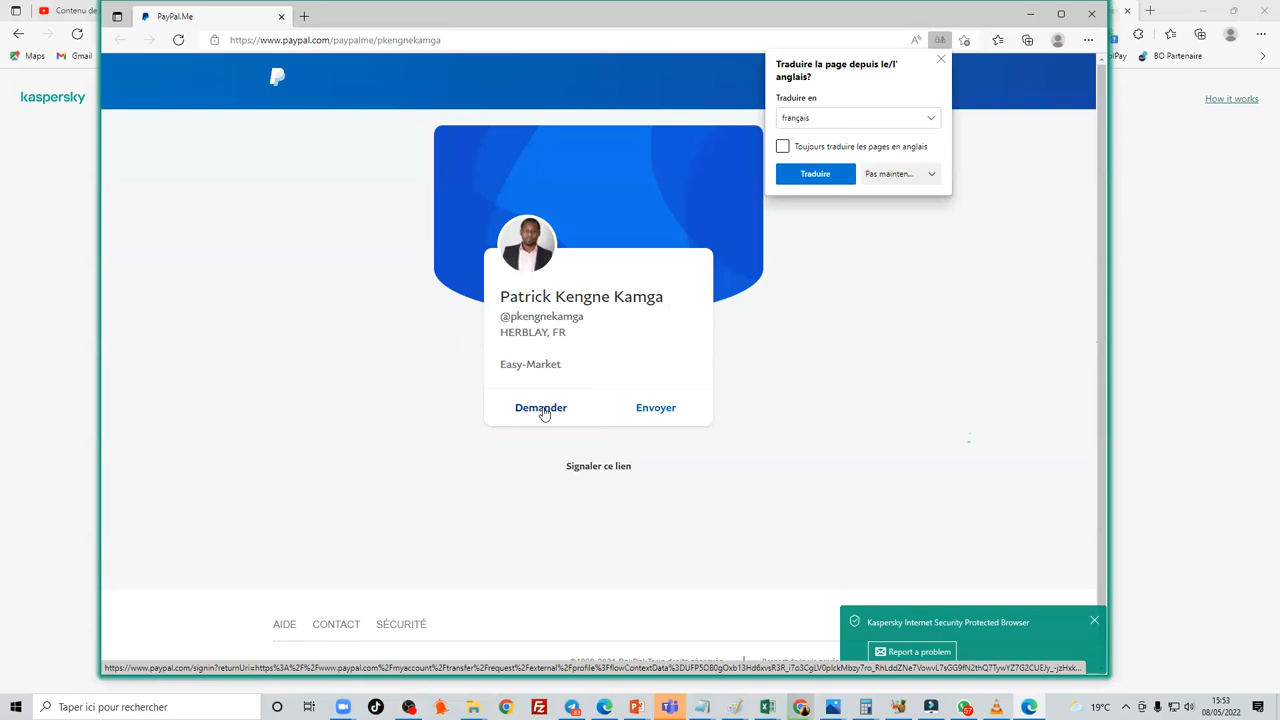 Contenu de
PayPal.Me
https://www.paypal.com/paypalme/pkengnekamga
Maps
Gmail
BO Partenaire
kaspersky
How it works
Traduire la page depuis le/l'
anglais?
Traduire en
français
Toujours traduire les pages en anglais
Traduire
Pas mainten...
Patrick Kengne Kamga
@pkengnekamga
HERBLAY, FR
Easy-Market
Demander
Envoyer
Signaler ce lien
AIDE
CONTACT
SÉCURITÉ
Kaspersky Internet Security Protected Browser
Report a problem
Taper ici pour rechercher
19°C
15:53
08/05/2022